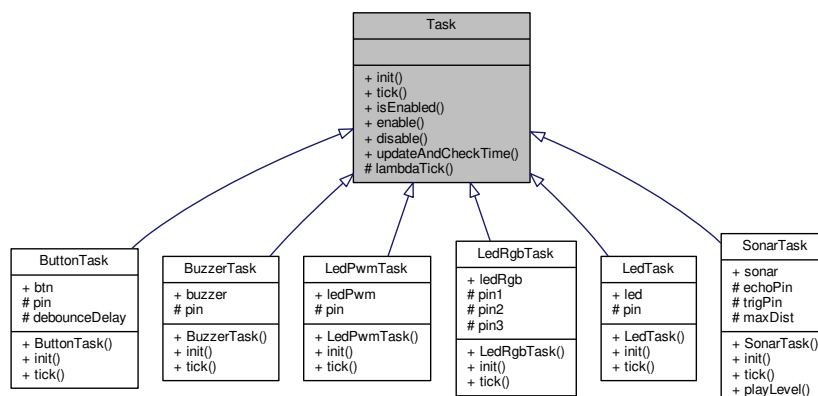 Task
+ init()
+ tick()
+ isEnabled()
+ enable()
+ disable()
+ updateAndCheckTime()
# lambdaTick()
ButtonTask
+ btn
# pin
# debounceDelay
+ ButtonTask()
+ init()
+ tick()
BuzzerTask
+ buzzer
# pin
+ BuzzerTask()
+ init()
+ tick()
LedPwmTask
+ ledPwm
# pin
+ LedPwmTask()
+ init()
+ tick()
LedRgbTask
+ ledRgb
# pin1
# pin2
# pin3
+ LedRgbTask()
+ init()
+ tick()
LedTask
+ led
# pin
+ LedTask()
+ init()
+ tick()
SonarTask
+ sonar
# echoPin
# trigPin
# maxDist
+ SonarTask()
+ init()
+ tick()
+ playLevel()